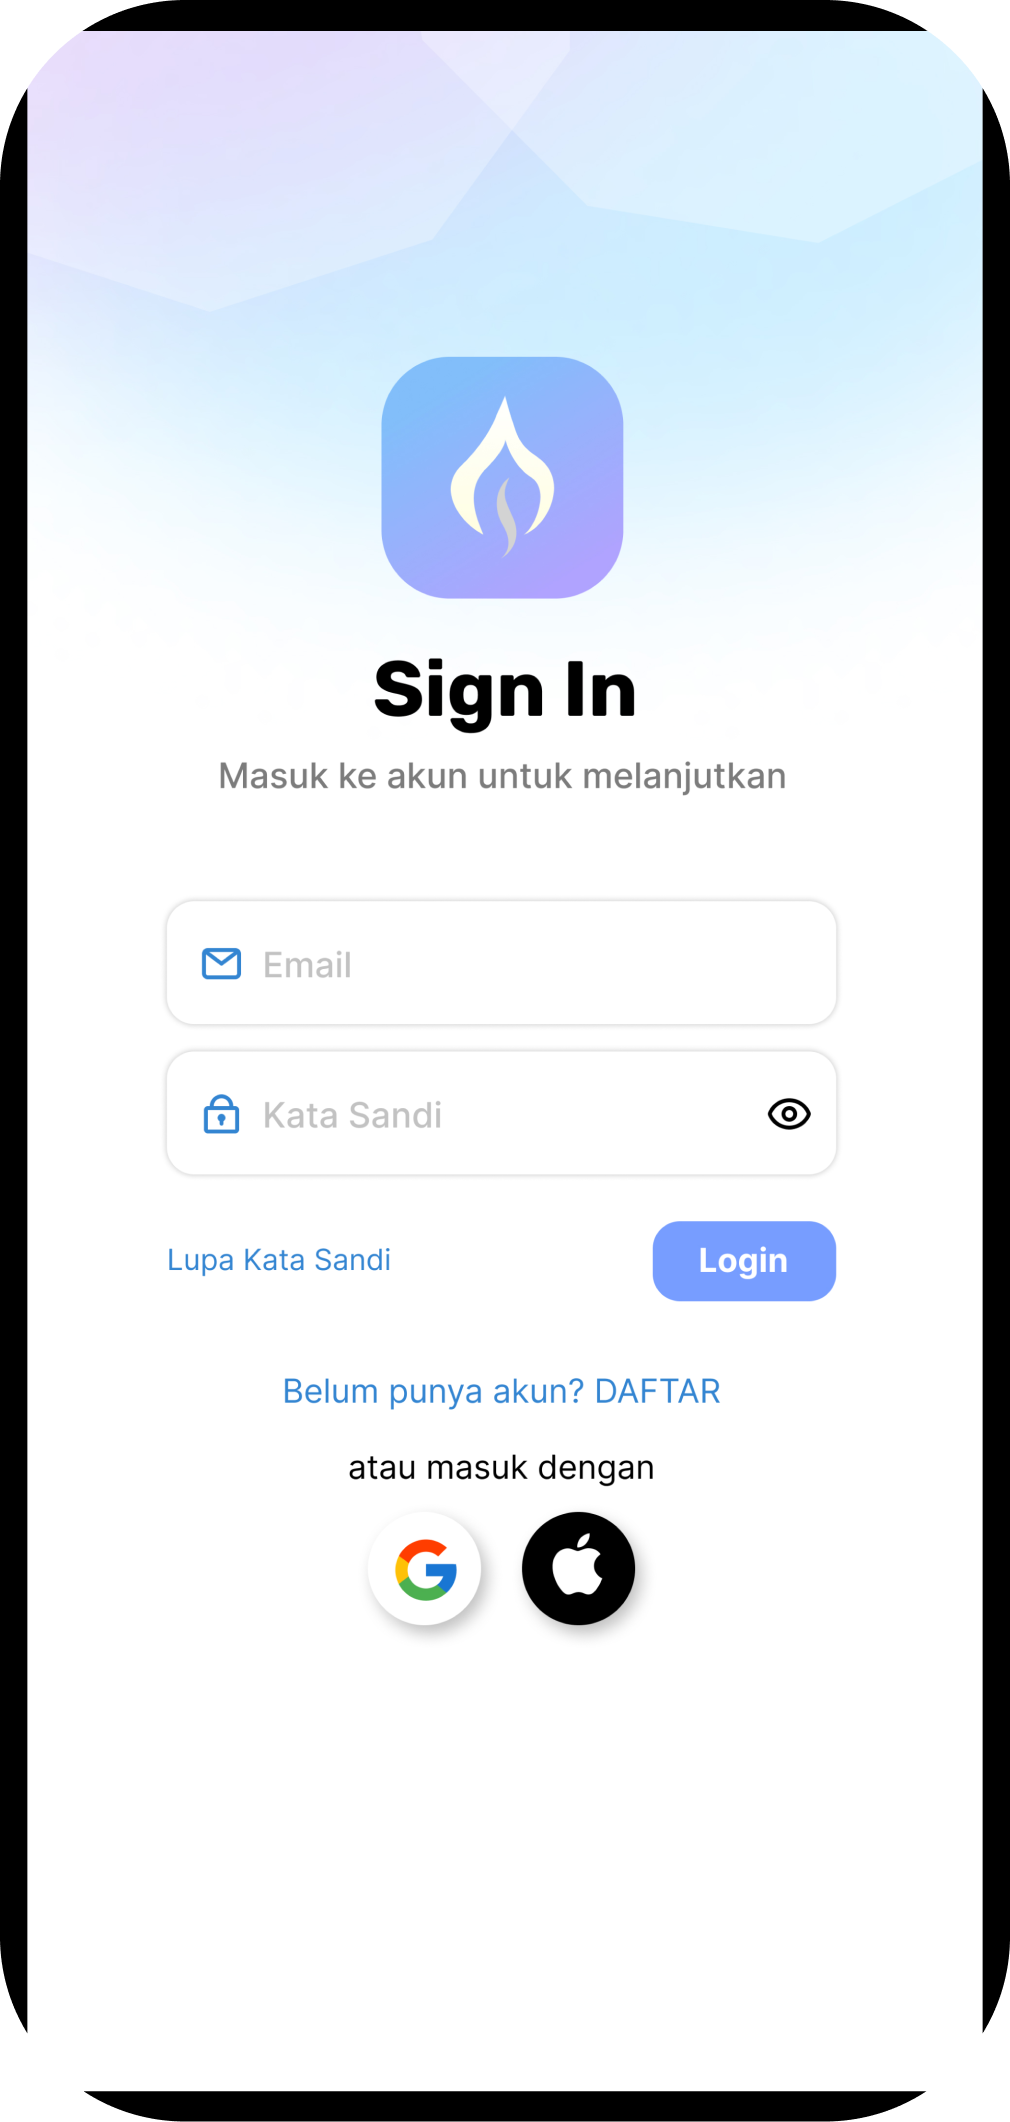 Sign In
Masuk ke akun untuk melanjutkan
Email
Kata Sandi
Lupa Kata Sandi
Login
Belum punya akun? DAFTAR
atau masuk dengan